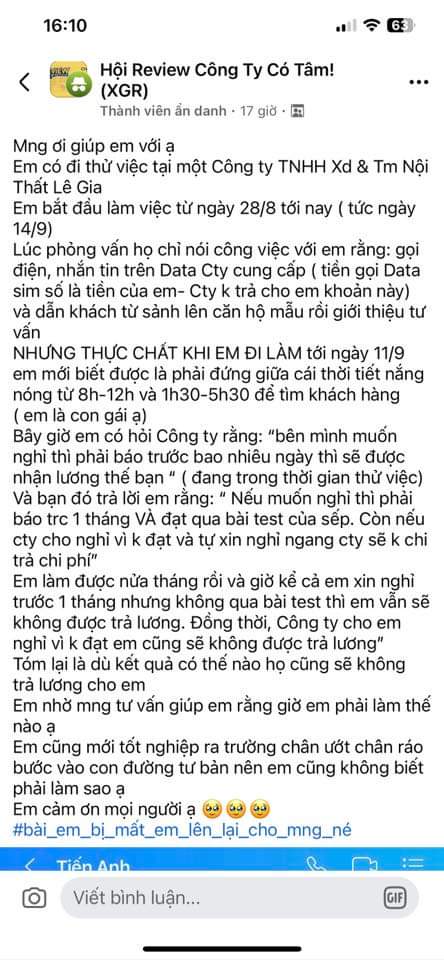 16:10
63
Hội Review Công Ty Có Tâm!
(XGR)
Thành viên ẩn danh · 17 giờ ·
Mng ơi giúp em với ạ
Em có đi thử việc tại một Công ty TNHH Xd & Tm Nội
Thất Lê Gia
Em bắt đầu làm việc từ ngày 28/8 tới nay ( tức ngày
14/9)
Lúc phỏng vấn họ chỉ nói công việc với em rằng: gọi
điện, nhắn tin trên Data Cty cung cấp ( tiền gọi Data
sim số là tiền của em- Cty k trả cho em khoản này)
và dẫn khách từ sảnh lên căn hộ mẫu rồi giới thiệu tư
vấn
NHƯNG THỰC CHẤT KHI EM ĐI LÀM tới ngày 11/9
em mới biết được là phải đứng giữa cái thời tiết nắng
nóng từ 8h-12h và 1h30-5h30 để tìm khách hàng
( em là con gái ạ)
Bây giờ em có hỏi Công ty rằng: “bên mình muốn
nghỉ thì phải báo trước bao nhiêu ngày thì sẽ được
nhận lương thế bạn “ ( đang trong thời gian thử việc)
Và bạn đó trả lời em rằng: “ Nếu muốn nghỉ thì phải
báo trc 1 tháng VÀ đạt qua bài test của sếp. Còn nếu
cty cho nghỉ vì k đạt và tự xin nghỉ ngang cty sẽ k chi
trả chi phí”
Em làm được nửa tháng rồi và giờ kể cả em xin nghỉ
trước 1 tháng nhưng không qua bài test thì em vẫn sẽ
không được trả lương. Đồng thời, Công ty cho em
nghỉ vì k đạt em cũng sẽ không được trả lương”
Tóm lại là dù kết quả có thế nào họ cũng sẽ không
trả lương cho em
Em nhờ mng tư vấn giúp em rằng giờ em phải làm thế
nào ạ
Em cũng mới tốt nghiệp ra trường chân ướt chân ráo
bước vào con đường tư bản nên em cũng không biết
phải làm sao ạ
Em cảm ơn mọi người ạ 🥹🥹🥹
#bài_em_bị_mất_em_lên_lại_cho_mng_né
Tiến Anh
Viết bình luận...
GIF